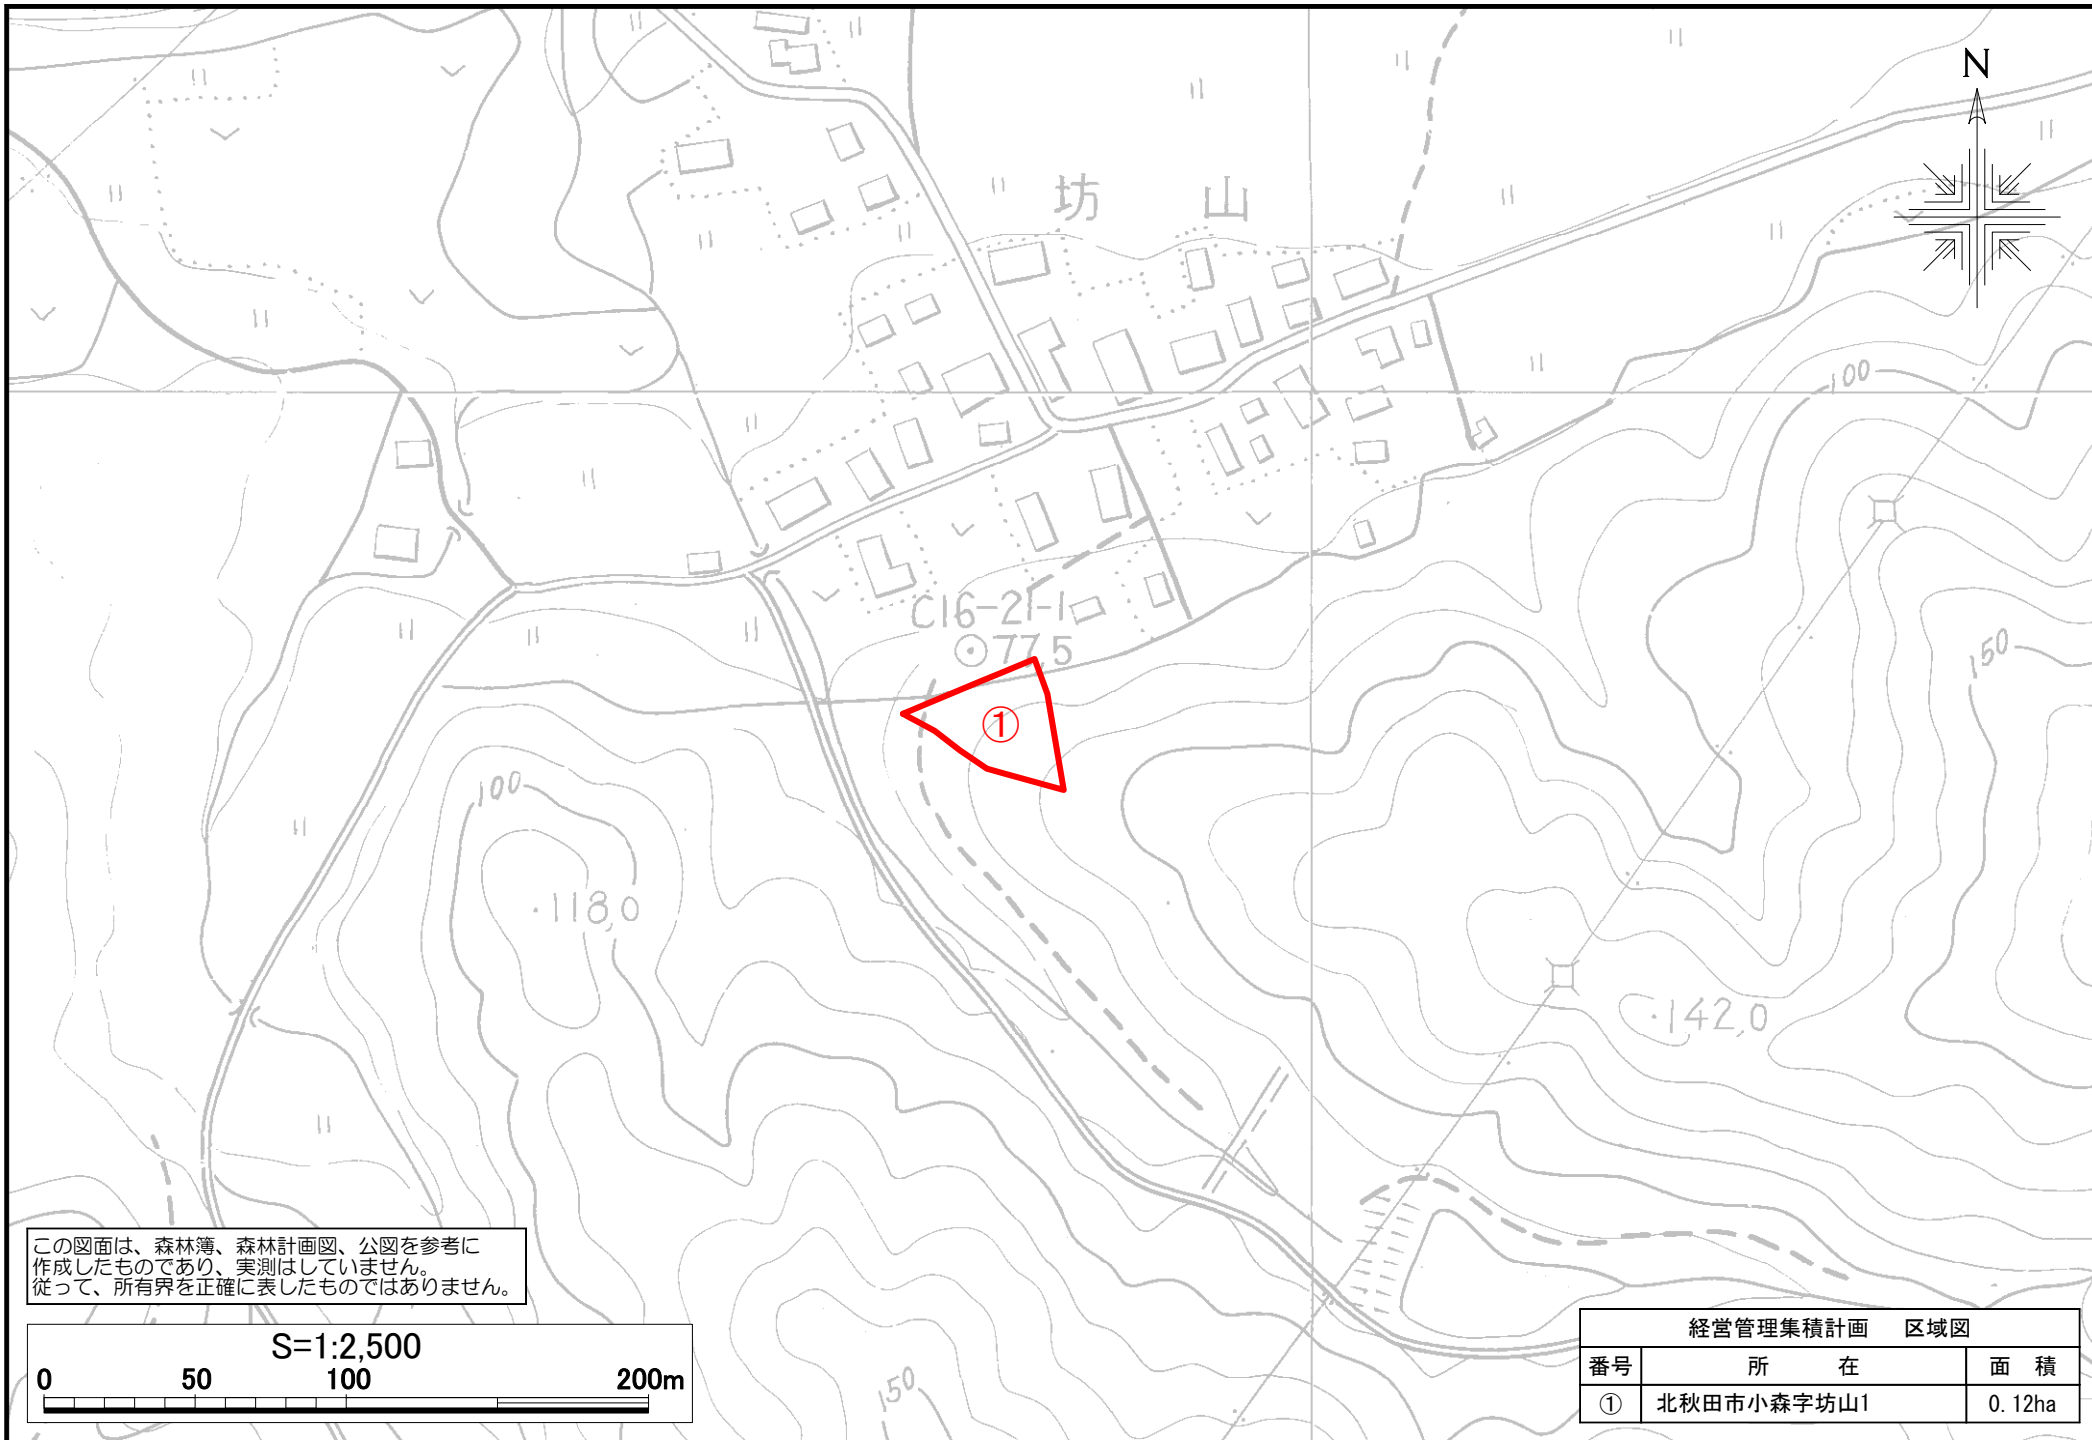 N
坊 山
100
C16-21-1
77.5
150
①
100
118.0
142.0
150
この図面は、森林簿、森林計画図、公図を参考に
作成したものであり、実測はしていません。
従って、所有界を正確に表したものではありません。
S=1:2,500
0 50 100 200m
経営管理集積計画 区域図
番号 所 在 面 積
① 北秋田市小森字坊山1 0.12ha